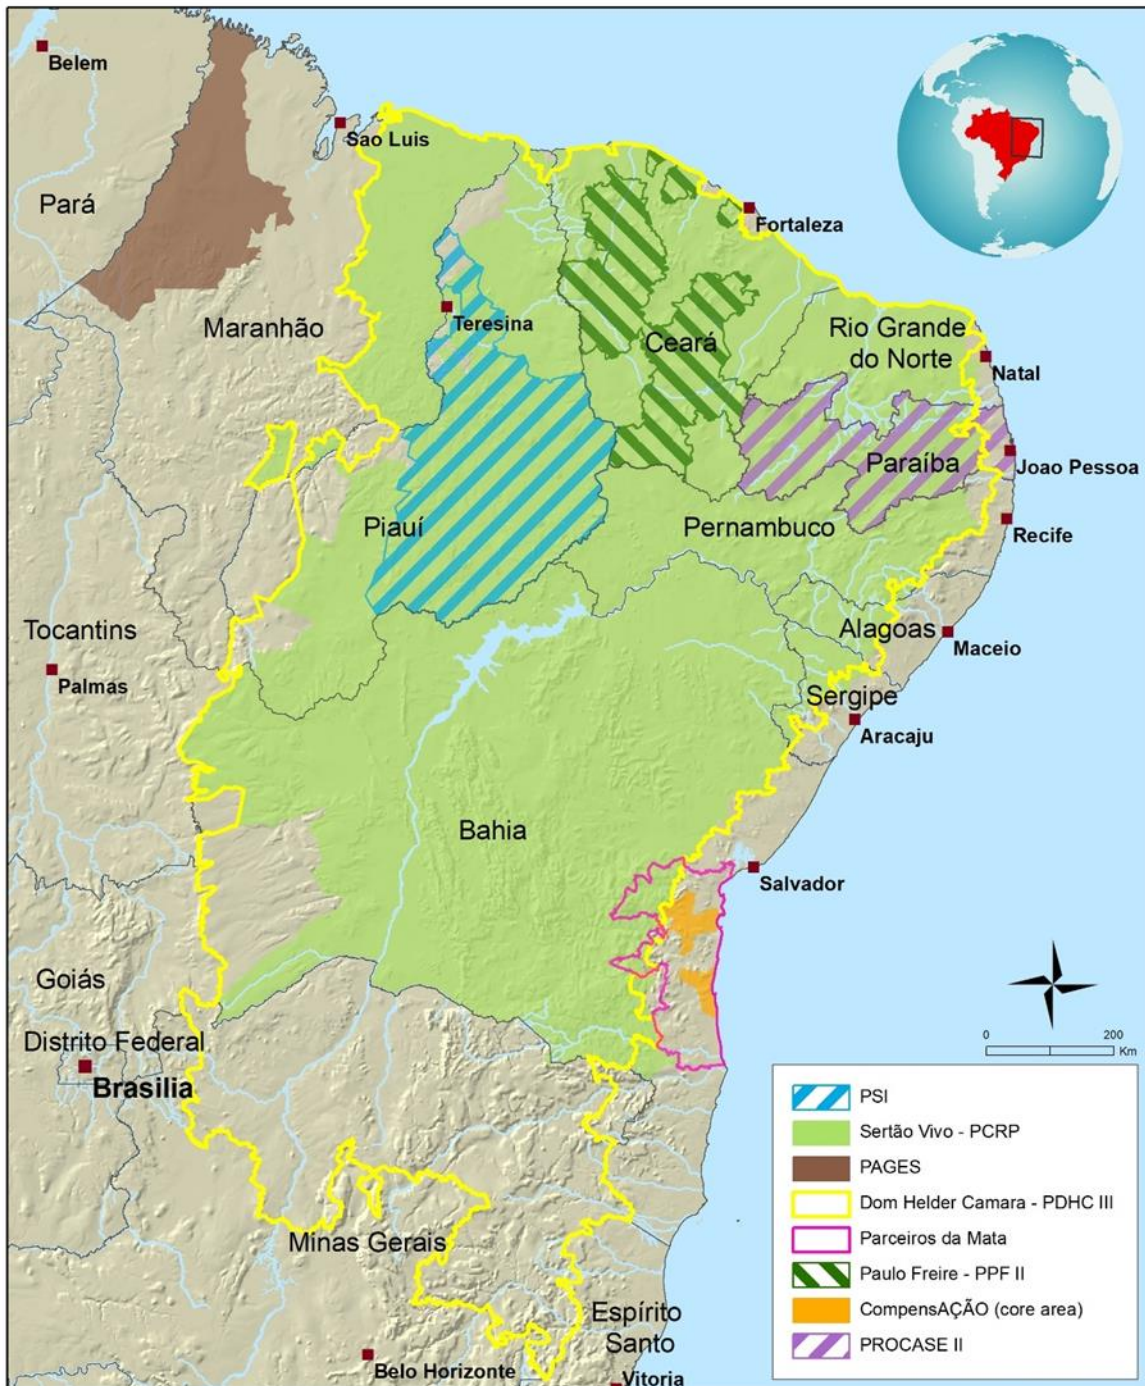 Belem
Sao Luis
Pará
Fortaleza
Maranhão
Teresina
Ceará
Rio Grande
do Norte
Natal
Paraíba
Joao Pessoa
Piauí
Pernambuco
Recife
Tocantins
Alagoas
Maceio
Palmas
Sergipe
Aracaju
Bahia
Salvador
Goiás
Distrito Federal
Brasilia
0 200
Km
Minas Gerais
Espírito
Santo
Belo Horizonte
Vitoria
PSI
Sertão Vivo - PCRP
PAGES
Dom Helder Camara - PDHC III
Parceiros da Mata
Paulo Freire - PPF II
CompensAÇÃO (core area)
PROCASE II